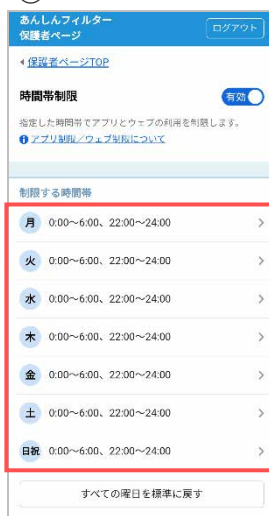 あんしんフィルター
保護者ページ
ログアウト
保護者ページTOP
時間帯制限
有効
指定した時間帯でアプリとウェブの利用を制限します。
アプリ制限/ウェブ制限について
制限する時間帯
月 0:00〜6:00、22:00〜24:00
火 0:00〜6:00、22:00〜24:00
水 0:00〜6:00、22:00〜24:00
木 0:00〜6:00、22:00〜24:00
金 0:00〜6:00、22:00〜24:00
土 0:00〜6:00、22:00〜24:00
日祝 0:00〜6:00、22:00〜24:00
すべての曜日を標準に戻す